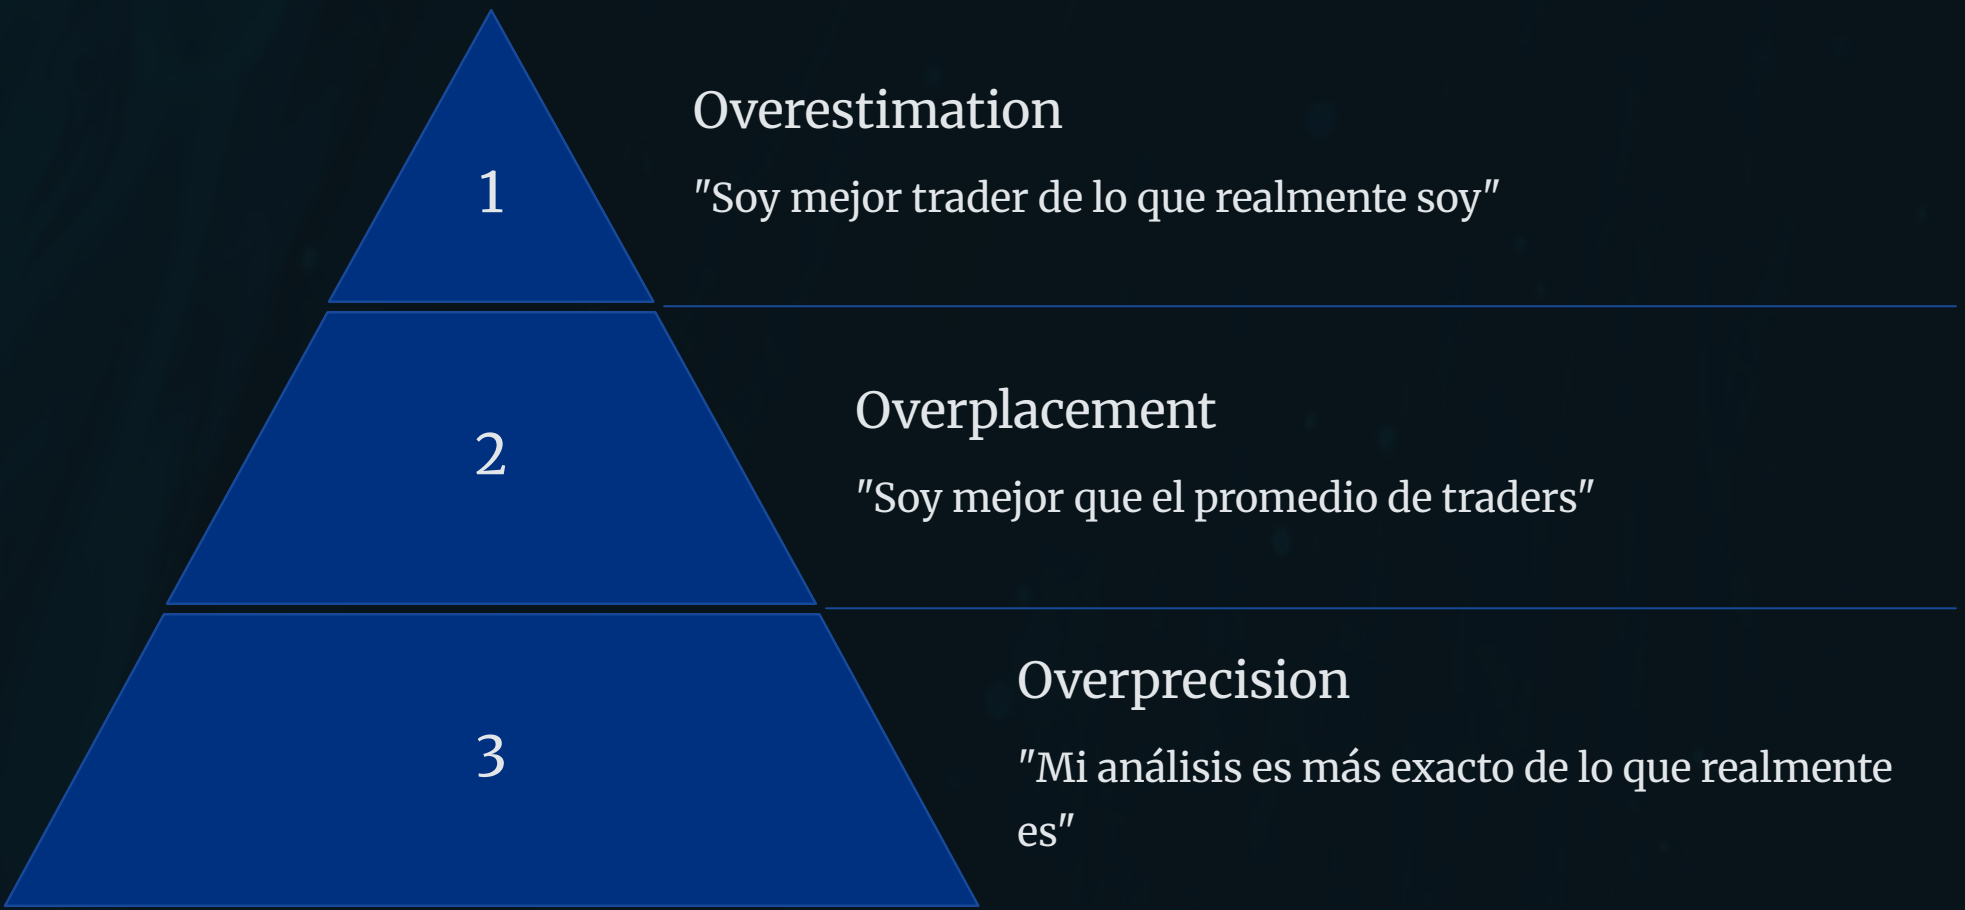 1
Overestimation
"Soy mejor trader de lo que realmente soy"
2
Overplacement
"Soy mejor que el promedio de traders"
3
Overprecision
"Mi análisis es más exacto de lo que realmente
es"